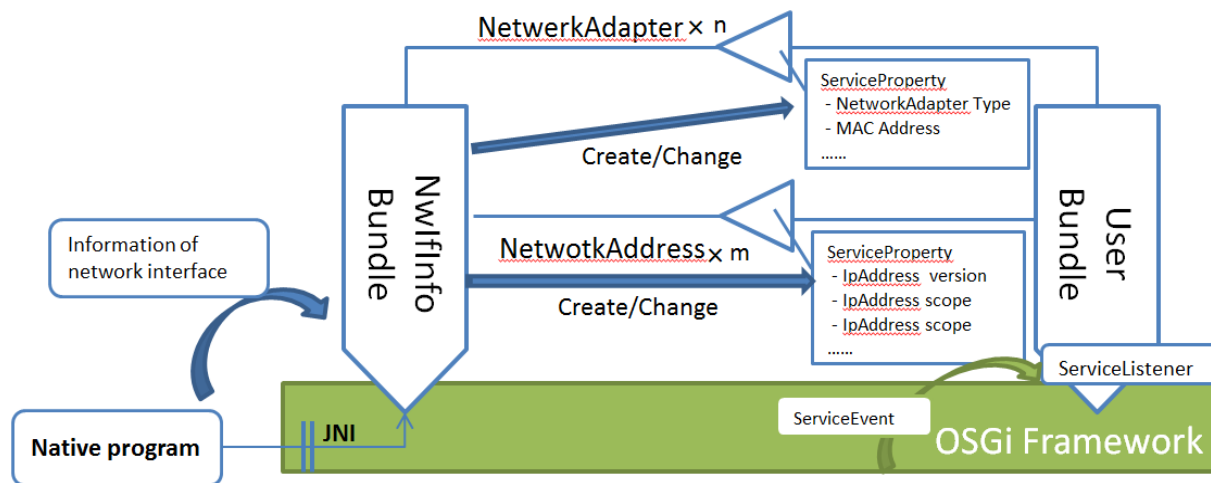 NetwerkAdapter × n
ServiceProperty
- NetworkAdapter Type
- MAC Address
......
Create/Change
NwIfInfo
Bundle
User
Bundle
Information of
network interface
NetwotkAddress × m
Create/Change
ServiceProperty
- IpAddress version
- IpAddress scope
- IpAddress scope
......
ServiceListener
ServiceEvent
Native program
JNI
OSGi Framework